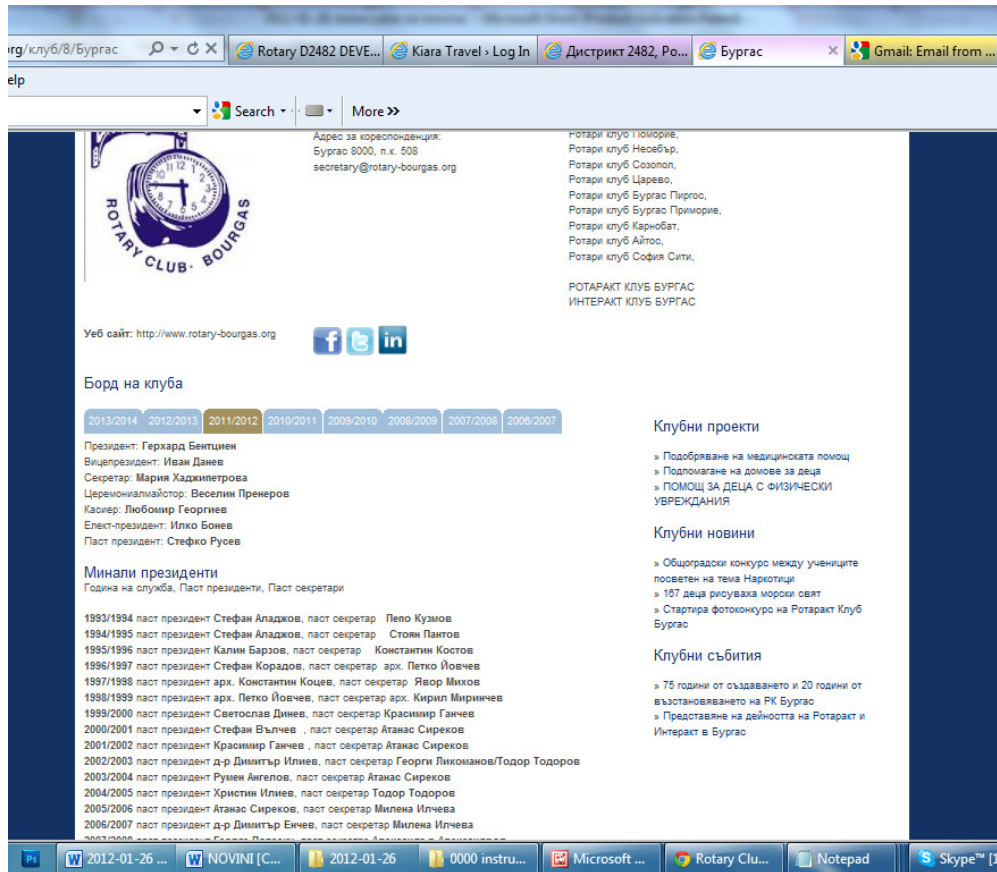 2012-01-26
Microsoft Word
org/клуб/8/Бургас
Rotary D2482 DEVE...
Kiara Travel › Log In
Дистрикт 2482, Ро...
Бургас
Gmail: Email from ...
elp
Search
More »
ROTARY CLUB· BOURGAS
Адрес за кореспонденция:
Бургас 8000, п.к. 508
secretary@rotary-bourgas.org
Ротари клуб Поморие,
Ротари клуб Несебър,
Ротари клуб Созопол,
Ротари клуб Царево,
Ротари клуб Бургас Пиргос,
Ротари клуб Бургас Приморие,
Ротари клуб Карнобат,
Ротари клуб Айтос,
Ротари клуб София Сити,
РОТАРАКТ КЛУБ БУРГАС
ИНТЕРАКТ КЛУБ БУРГАС
Уеб сайт: http://www.rotary-bourgas.org
Борд на клуба
2013/2014 2012/2013 2011/2012 2010/2011 2009/2010 2008/2009 2007/2008 2006/2007
Президент: Герхард Бентциен
Вицепрезидент: Иван Данев
Секретар: Мария Хаджипетрова
Церемониалмайстор: Веселин Пренеров
Касиер: Любомир Георгиев
Елект-президент: Илко Бонев
Паст президент: Стефко Русев
Минали президенти
Година на служба, Паст президенти, Паст секретари
1993/1994 паст президент Стефан Аладжов, паст секретар Пепо Кузмов
1994/1995 паст президент Стефан Аладжов, паст секретар Стоян Пантов
1995/1996 паст президент Калин Барзов, паст секретар Константин Костов
1996/1997 паст президент Стефан Корадов, паст секретар арх. Петко Йовчев
1997/1998 паст президент арх. Константин Коцев, паст секретар Явор Михов
1998/1999 паст президент арх. Петко Йовчев, паст секретар арх. Кирил Миринчев
1999/2000 паст президент Светослав Динев, паст секретар Красимир Ганчев
2000/2001 паст президент Стефан Вълчев , паст секретар Атанас Сиреков
2001/2002 паст президент Красимир Ганчев , паст секретар Атанас Сиреков
2002/2003 паст президент д-р Димитър Илиев, паст секретар Георги Ликоманов/Тодор Тодоров
2003/2004 паст президент Румен Ангелов, паст секретар Атанас Сиреков
2004/2005 паст президент Христин Илиев, паст секретар Тодор Тодоров
2005/2006 паст президент Атанас Сиреков, паст секретар Милена Илчева
2006/2007 паст президент д-р Димитър Енчев, паст секретар Милена Илчева
Клубни проекти
» Подобряване на медицинската помощ
» Подпомагане на домове за деца
» ПОМОЩ ЗА ДЕЦА С ФИЗИЧЕСКИ
УВРЕЖДАНИЯ
Клубни новини
» Общоградски конкурс между учениците
посветен на тема Наркотици
» 167 деца рисуваха морски свят
» Стартира фотоконкурс на Ротаракт Клуб
Бургас
Клубни събития
» 75 години от създаването и 20 години от
възстановяването на РК Бургас
» Представяне на дейността на Ротаракт и
Интеракт в Бургас
Ps
2012-01-26 ...
NOVINI [C...
2012-01-26
0000 instru...
Microsoft ...
Rotary Clu...
Notepad
Skype™ [1